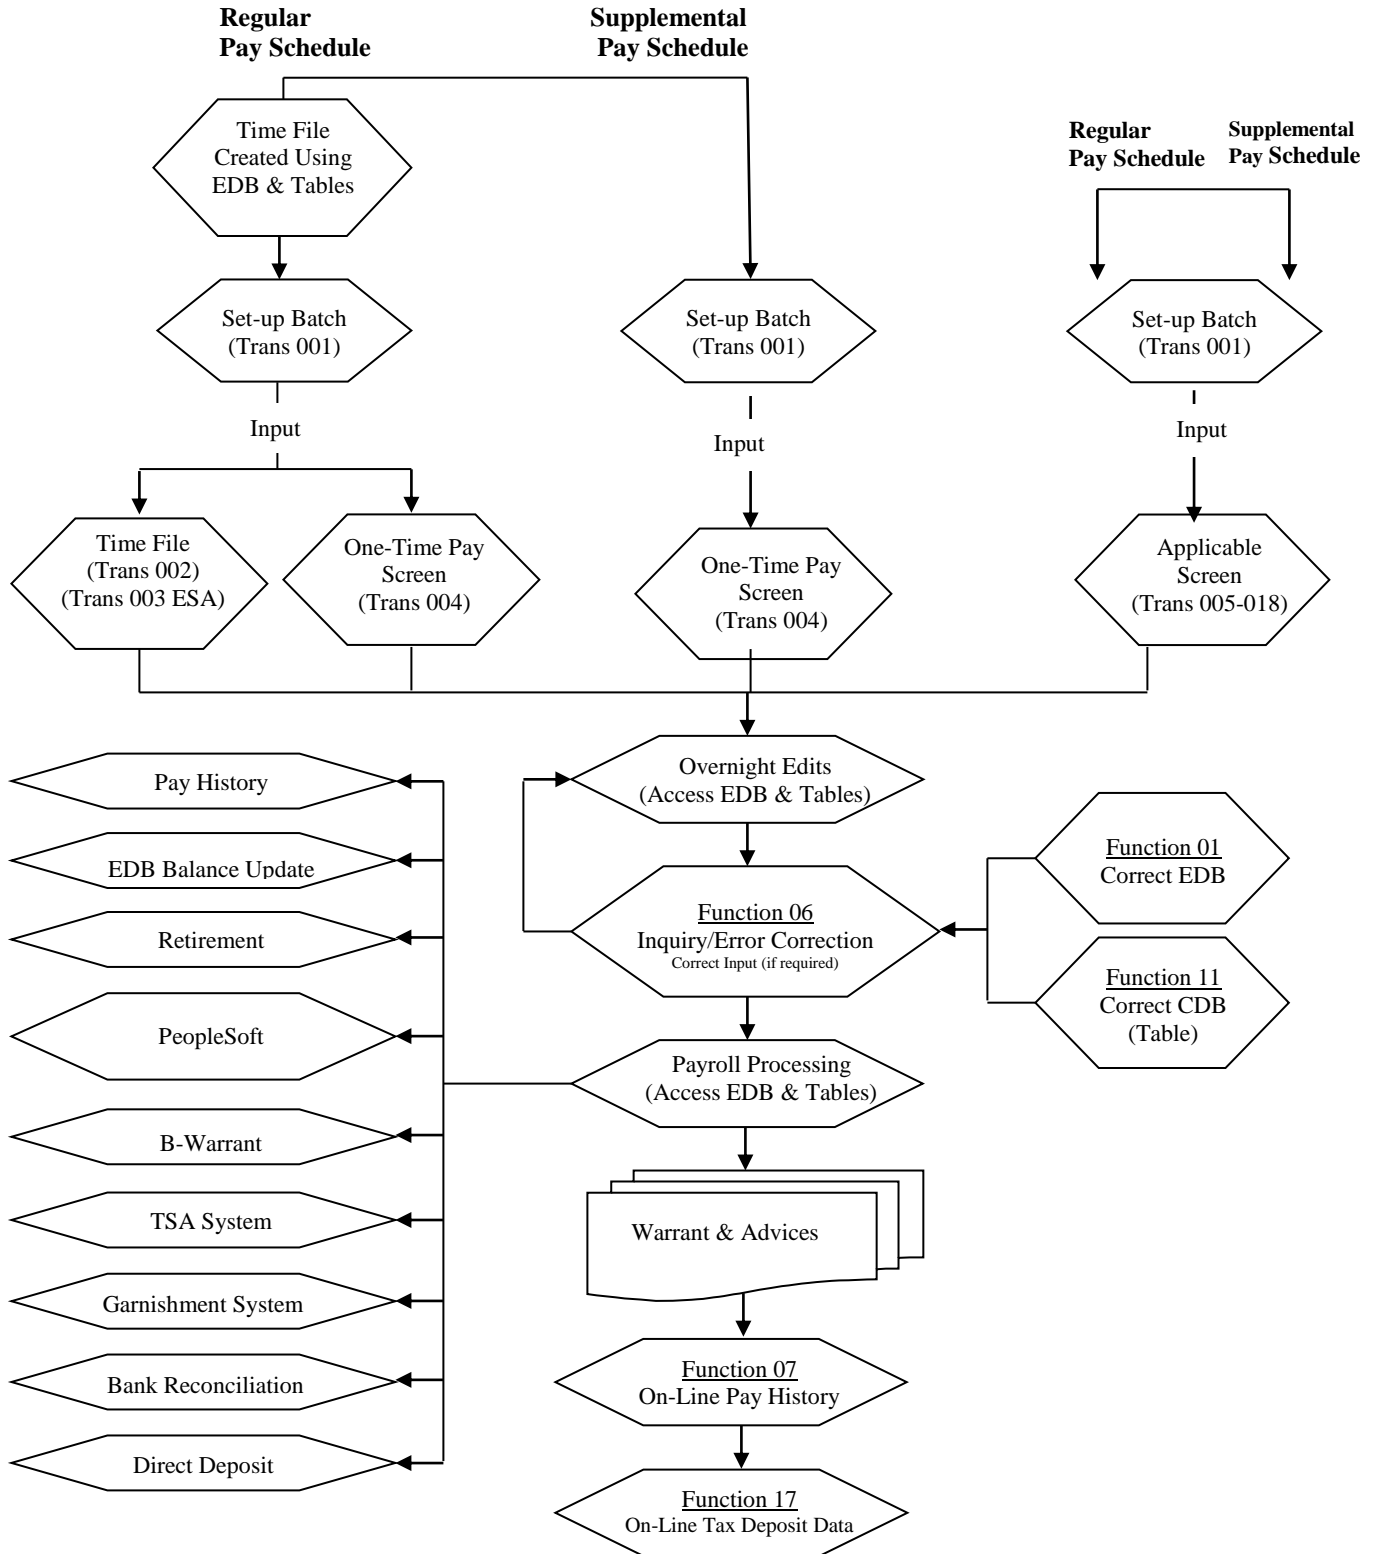 Regular
Pay Schedule
Supplemental
Pay Schedule
Time File
Created Using
EDB & Tables
Regular
Pay Schedule
Supplemental
Pay Schedule
Set-up Batch
(Trans 001)
Set-up Batch
(Trans 001)
Set-up Batch
(Trans 001)
Input
Input
Input
Time File
(Trans 002)
(Trans 003 ESA)
One-Time Pay
Screen
(Trans 004)
One-Time Pay
Screen
(Trans 004)
Applicable
Screen
(Trans 005-018)
Overnight Edits
(Access EDB & Tables)
Function 06
Inquiry/Error Correction
Correct Input (if required)
Function 01
Correct EDB
Function 11
Correct CDB
(Table)
Payroll Processing
(Access EDB & Tables)
Pay History
EDB Balance Update
Retirement
PeopleSoft
B-Warrant
TSA System
Garnishment System
Bank Reconciliation
Direct Deposit
Warrant & Advices
Function 07
On-Line Pay History
Function 17
On-Line Tax Deposit Data